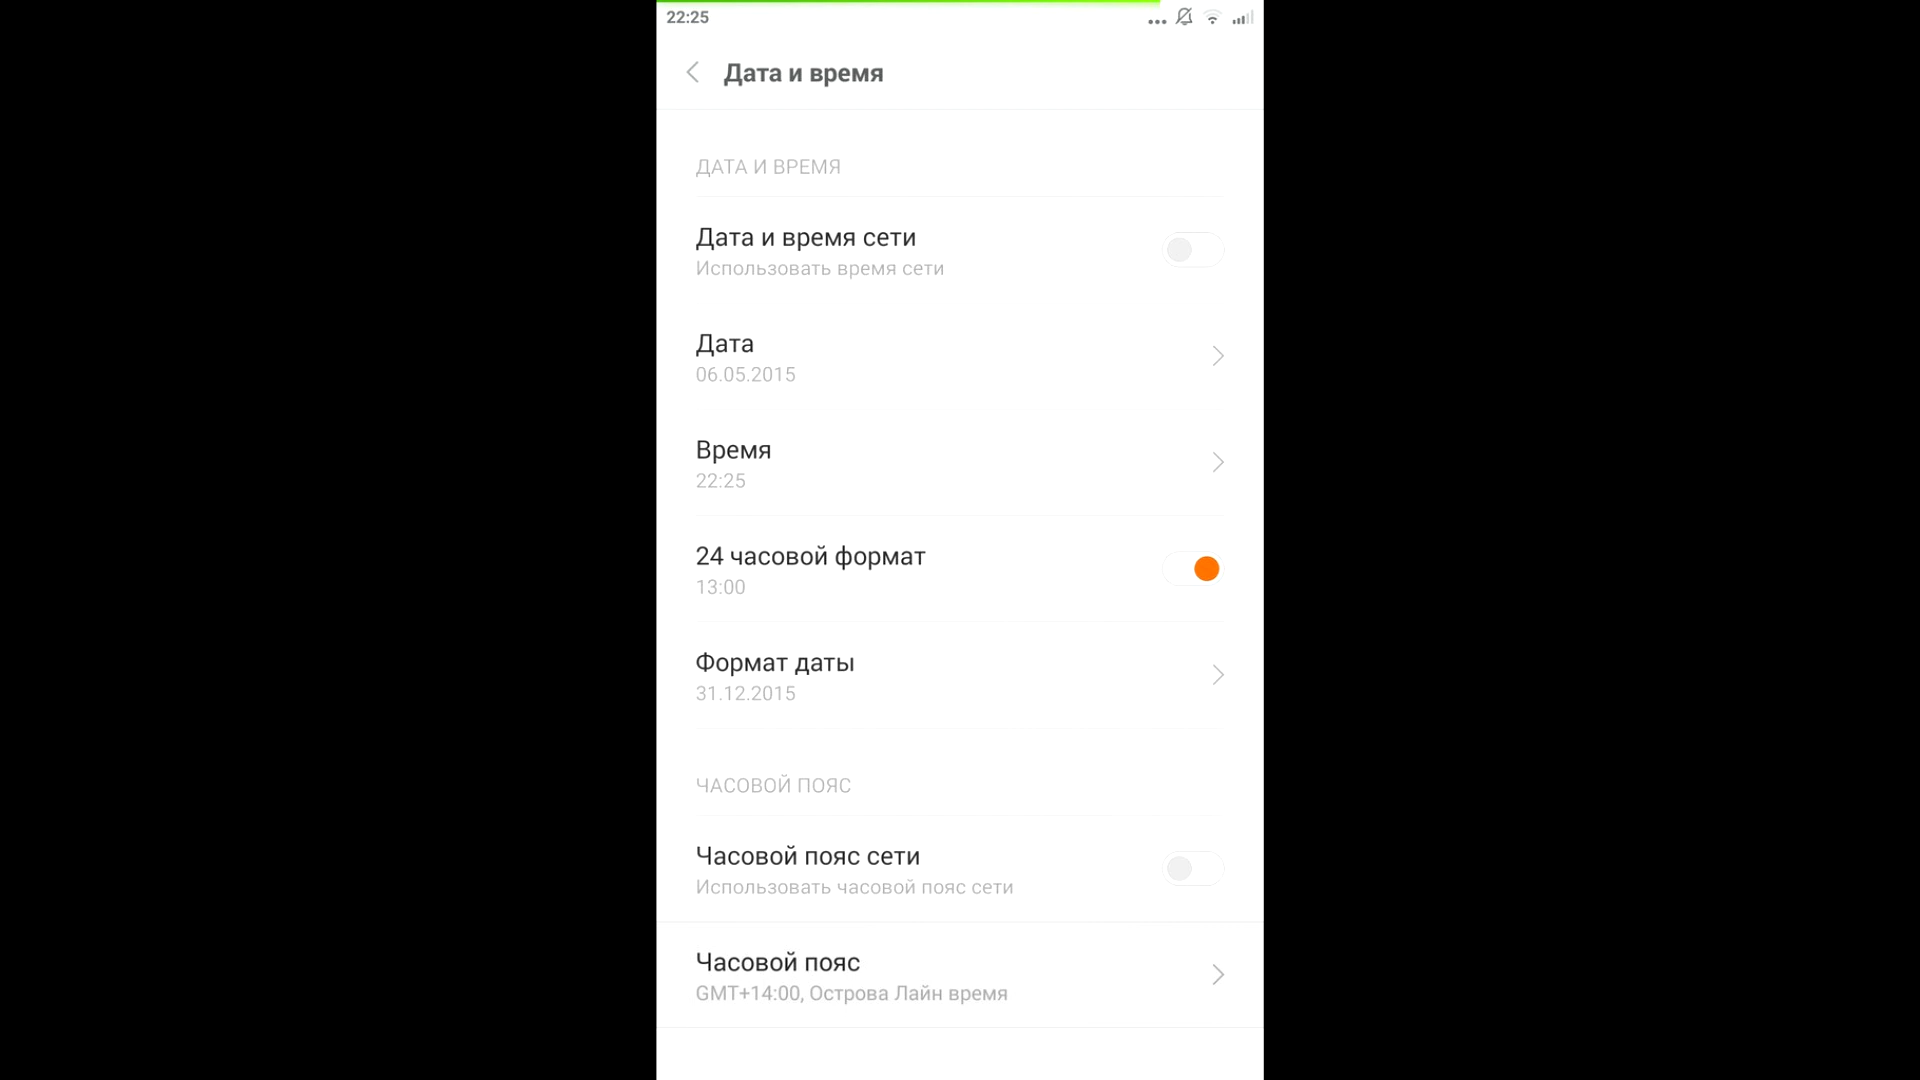 22:25
Дата и время
ДАТА И ВРЕМЯ
Дата и время сети
Использовать время сети
Дата
06.05.2015
Время
22:25
24 часовой формат
13:00
Формат даты
31.12.2015
ЧАСОВОЙ ПОЯС
Часовой пояс сети
Использовать часовой пояс сети
Часовой пояс
GMT+14:00, Острова Лайн время